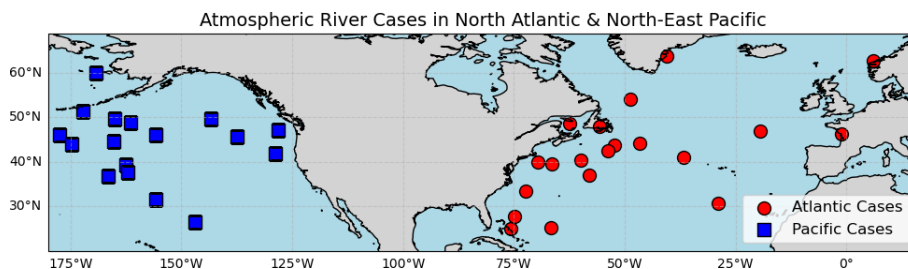 Atmospheric River Cases in North Atlantic & North-East Pacific
60°N
50°N
40°N
30°N
Atlantic Cases
Pacific Cases
175°W 150°W 125°W 100°W 75°W 50°W 25°W 0°